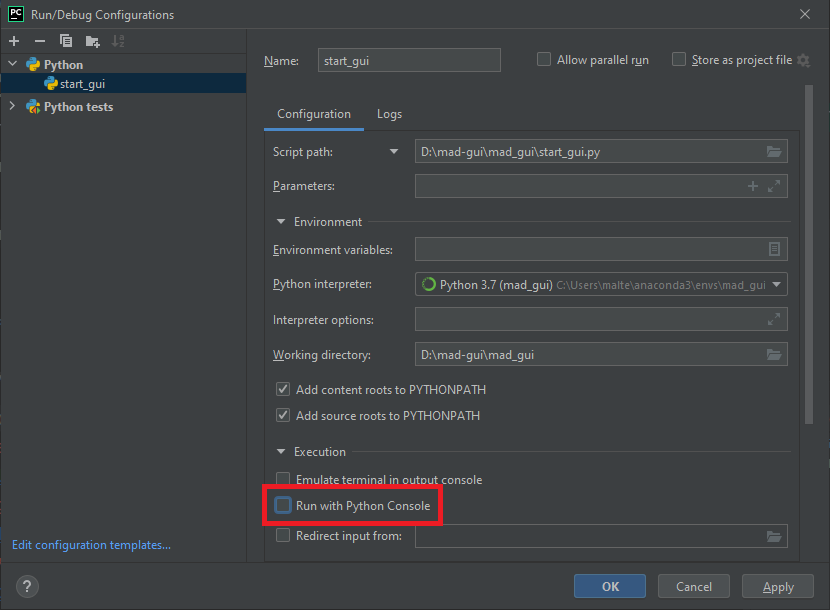 PC Run/Debug Configurations
Python
start_gui
Python tests
Edit configuration templates...
Name: start_gui Allow parallel run Store as project file
Configuration Logs
Script path: D:\mad-gui\mad_gui\start_gui.py
Parameters:
Environment
Environment variables:
Python interpreter: Python 3.7 (mad_gui) C:\Users\malte\anaconda3\envs\mad_gui
Interpreter options:
Working directory: D:\mad-gui\mad_gui
Add content roots to PYTHONPATH
Add source roots to PYTHONPATH
Execution
Emulate terminal in output console
Run with Python Console
Redirect input from:
? OK Cancel Apply